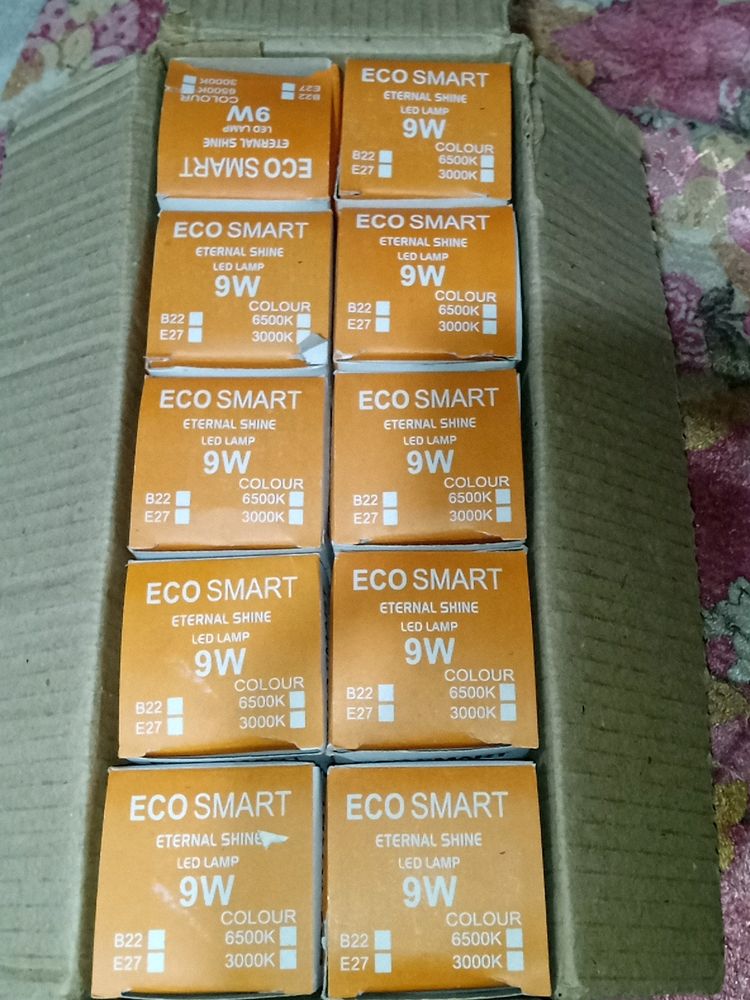 ECO SMART
ETERNAL SHINE
LED LAMP
9W
COLOUR
B22 6500K
E27 3000K
ECO SMART
ETERNAL SHINE
LED LAMP
9W
COLOUR
B22 6500K
E27 3000K
ECO SMART
ETERNAL SHINE
LED LAMP
9W
COLOUR
B22 6500K
E27 3000K
ECO SMART
ETERNAL SHINE
LED LAMP
9W
COLOUR
B22 6500K
E27 3000K
ECO SMART
ETERNAL SHINE
LED LAMP
9W
COLOUR
B22 6500K
E27 3000K
ECO SMART
ETERNAL SHINE
LED LAMP
9W
COLOUR
B22 6500K
E27 3000K
ECO SMART
ETERNAL SHINE
LED LAMP
9W
COLOUR
B22 6500K
E27 3000K
ECO SMART
ETERNAL SHINE
LED LAMP
9W
COLOUR
B22 6500K
E27 3000K
ECO SMART
ETERNAL SHINE
LED LAMP
9W
COLOUR
B22 6500K
E27 3000K
ECO SMART
ETERNAL SHINE
LED LAMP
9W
COLOUR
B22 6500K
E27 3000K